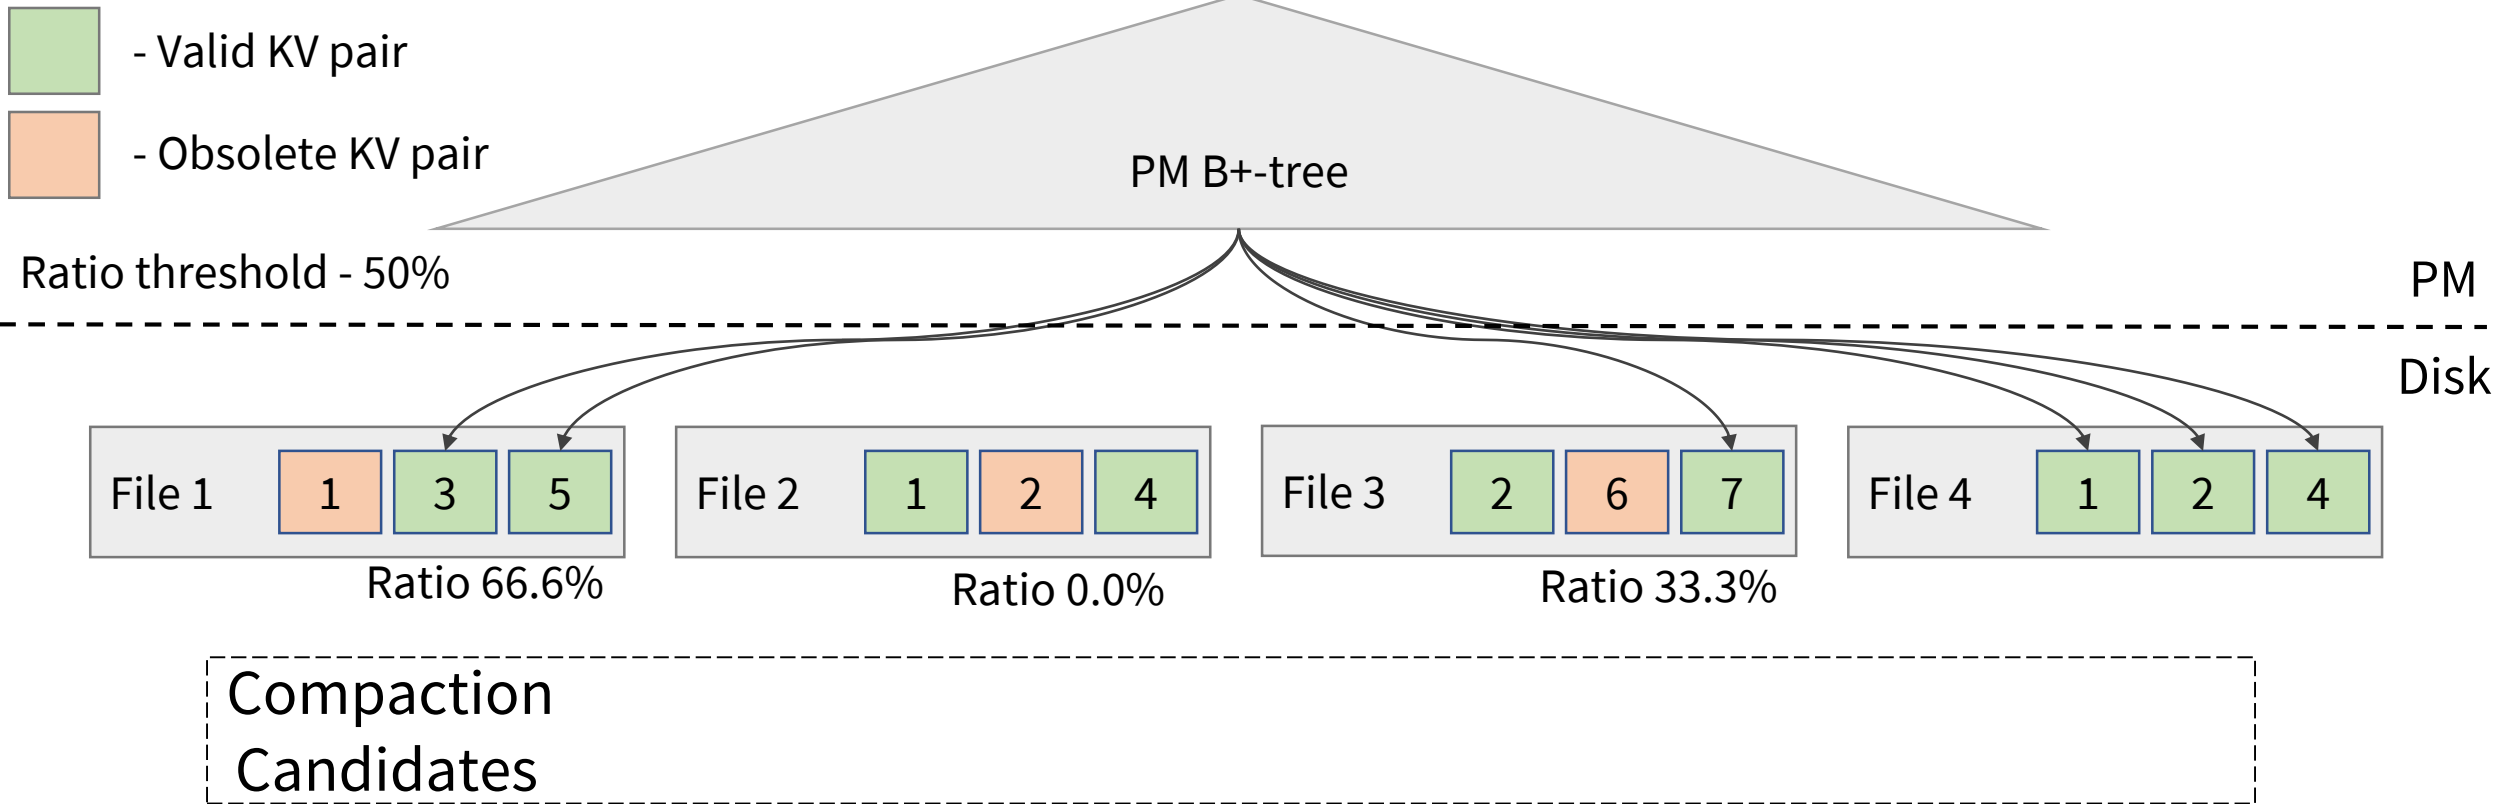 - Valid KV pair
- Obsolete KV pair
PM B+-tree
Ratio threshold - 50%
PM
Disk
File 1 1 3 5
File 2 1 2 4
File 3 2 6 7
File 4 1 2 4
Ratio 66.6%
Ratio 0.0%
Ratio 33.3%
Compaction
Candidates